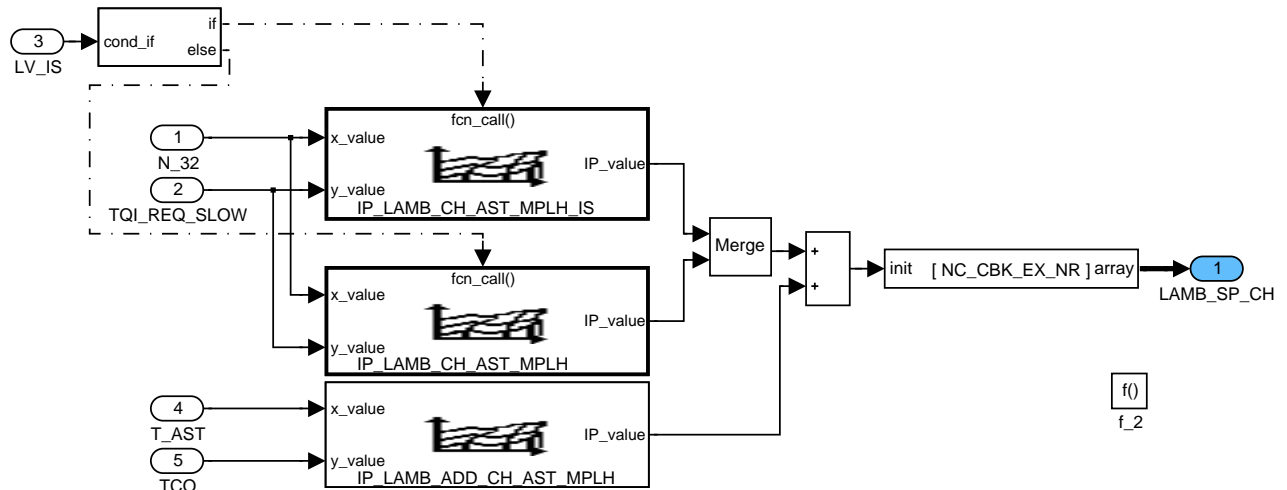 3
LV_IS
cond_if
if
else
fcn_call()
1
N_32
x_value
2
TQI_REQ_SLOW
y_value
IP_value
IP_LAMB_CH_AST_MPLH_IS
fcn_call()
x_value
y_value
IP_value
IP_LAMB_CH_AST_MPLH
Merge
+
+
init
[ NC_CBK_EX_NR ]
array
1
LAMB_SP_CH
4
T_AST
x_value
5
TCO
y_value
IP_value
IP_LAMB_ADD_CH_AST_MPLH
f()
f_2